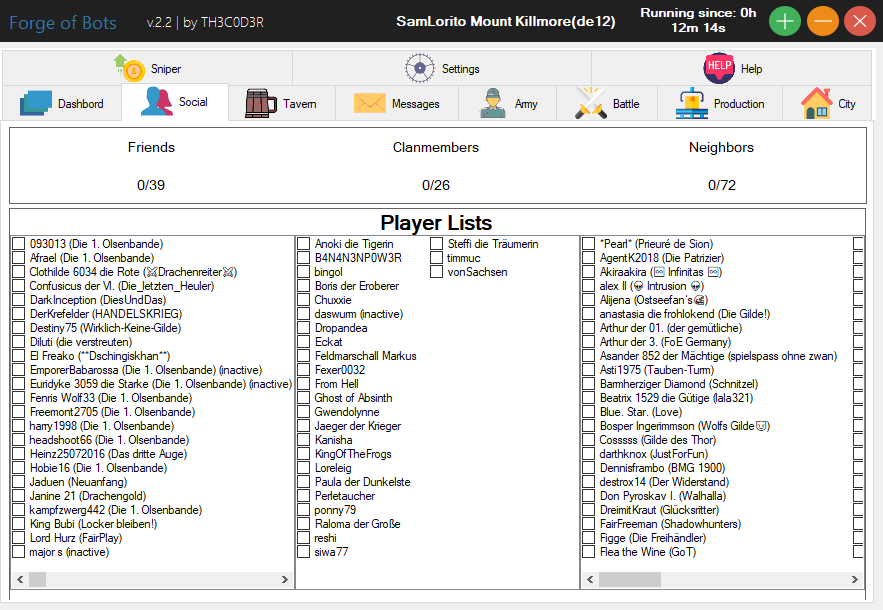 Forge of Bots v.2.2 | by TH3C0D3R SamLorito Mount Killmore(de12) Running since: 0h
12m 14s
Sniper Settings HELP Help
Dashbord Social Tavern Messages Army Battle Production City
Friends Clanmembers Neighbors
0/39 0/26 0/72
Player Lists
093013 (Die 1. Olsenbande)
Afrael (Die 1. Olsenbande)
Clothilde 6034 die Rote (☠Drachenreiter☠)
Confusicus der VI. (Die_letzten_Heuler)
DarkInception (DiesUndDas)
DerKrefelder (HANDELSKRIEG)
Destiny75 (Wirklich-Keine-Gilde)
Diluti (die verstreuten)
El Freako (**Dschingiskhan**)
EmporerBabarossa (Die 1. Olsenbande) (inactive)
Euridyke 3059 die Starke (Die 1. Olsenbande) (inactive)
Fenris Wolf33 (Die 1. Olsenbande)
Freemont2705 (Die 1. Olsenbande)
harry1998 (Die 1. Olsenbande)
headshoot66 (Die 1. Olsenbande)
Heinz25072016 (Das dritte Auge)
Hobie16 (Die 1. Olsenbande)
Jaduen (Neuanfang)
Janine 21 (Drachengold)
kampfzwerg442 (Die 1. Olsenbande)
King Bubi (Locker bleiben!)
Lord Hurz (FairPlay)
major s (inactive)
Anoki die Tigerin
B4N4N3NP0W3R
bingol
Boris der Eroberer
Chuxxie
daswurm (inactive)
Dropandea
Eckat
Feldmarschall Markus
Fexer0032
From Hell
Ghost of Absinth
Gwendolynne
Jaeger der Krieger
Kanisha
KingOfTheFrogs
Loreleig
Paula der Dunkelste
Perletaucher
ponny79
Raloma der Große
reshi
siwa77
Steffi die Träumerin
timmuc
vonSachsen
*Pearl* (Prieuré de Sion)
AgentK2018 (Die Patrizier)
Akiraakira (♾ Infinitas ♾)
alex II (💀 Intrusion 💀)
Alijena (Ostseefan's)
anastasia die frohlokend (Die Gilde!)
Arthur der 01. (der gemütliche)
Arthur der 3. (FoE Germany)
Asander 852 der Mächtige (spielspass ohne zwan)
Asti1975 (Tauben-Turm)
Barmherziger Diamond (Schnitzel)
Beatrix 1529 die Gütige (lala321)
Blue. Star. (Love)
Bosper Ingerimmson (Wolfs Gilde🐺)
Cosssss (Gilde des Thor)
darthknox (JustForFun)
Dennisframbo (BMG 1900)
destrox14 (Der Widerstand)
Don Pyroskav I. (Walhalla)
DreimitKraut (Glücksritter)
FairFreeman (Shadowhunters)
Figge (Die Freihändler)
Flea the Wine (GoT)